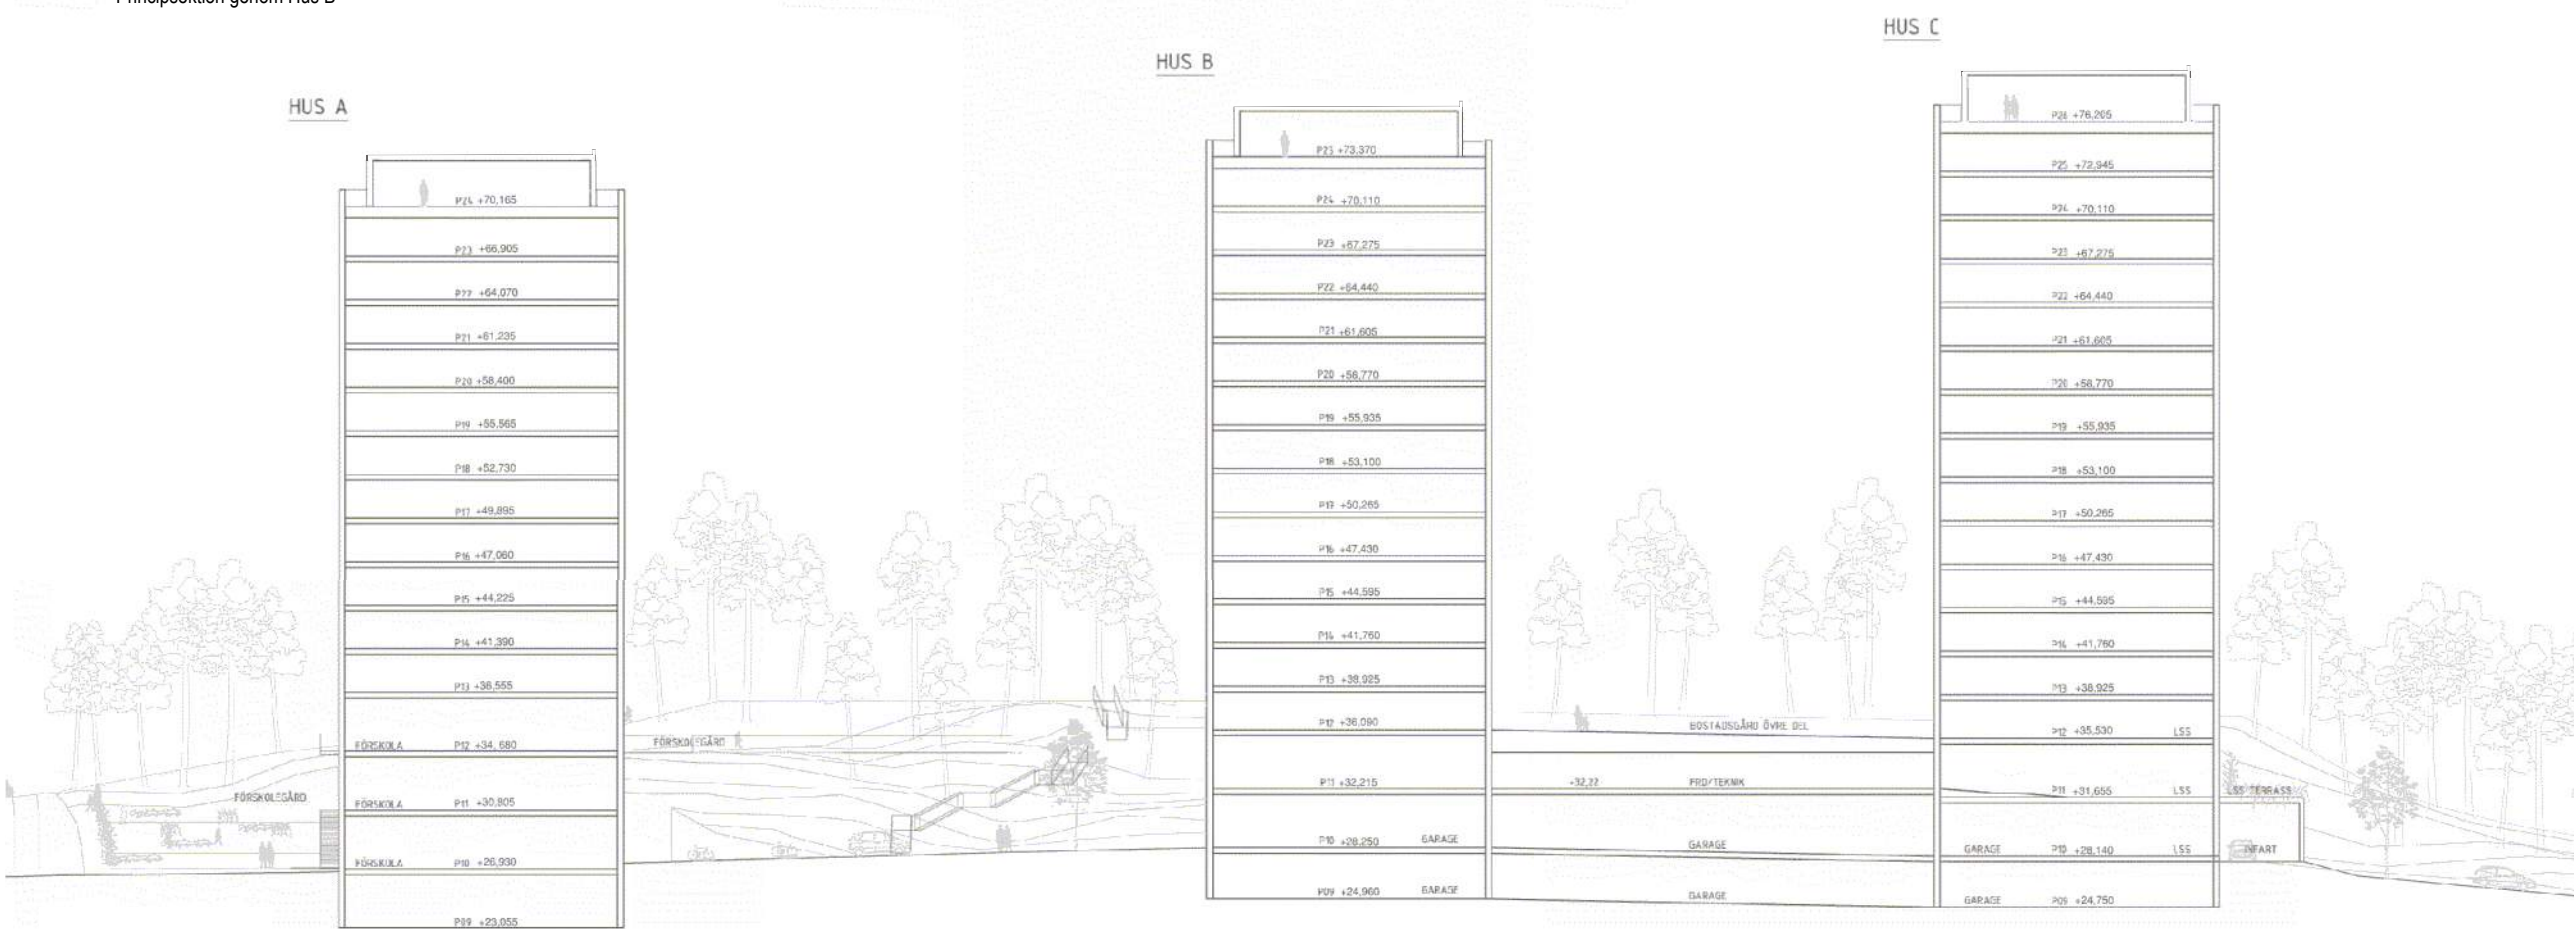 Principsektion genom Hus B
HUS A
P24 +70,165
P23 +66,905
P22 +64,070
P21 +61,235
P20 +58,400
P19 +55,565
P18 +52,730
P17 +49,895
P16 +47,060
P15 +44,225
P14 +41,390
P13 +38,555
FÖRSKOLA P12 +34,680
FÖRSKOLA P11 +30,805
FÖRSKOLA P10 +26,930
P09 +23,055
FÖRSKOLEGÅRD
FÖRSKOLEGÅRD
HUS B
P25 +73,370
P24 +70,110
P23 +67,275
P22 +64,440
P21 +61,605
P20 +58,770
P19 +55,935
P18 +53,100
P17 +50,265
P16 +47,430
P15 +44,595
P14 +41,760
P13 +38,925
P12 +36,090
P11 +32,215
P10 +28,250 GARAGE
P09 +24,960 GARAGE
BOSTADSGÅRD ÖVRE DEL
+32,22 FRD/TEKNIK
GARAGE
GARAGE
HUS C
P26 +76,205
P25 +72,945
P24 +70,110
P23 +67,275
P22 +64,440
P21 +61,605
P20 +58,770
P19 +55,935
P18 +53,100
P17 +50,265
P16 +47,430
P15 +44,595
P14 +41,760
P13 +38,925
P12 +35,530 LSS
P11 +31,655 LSS
GARAGE P10 +28,140 LSS
GARAGE P09 +24,750
LSS TERRASS
INFART